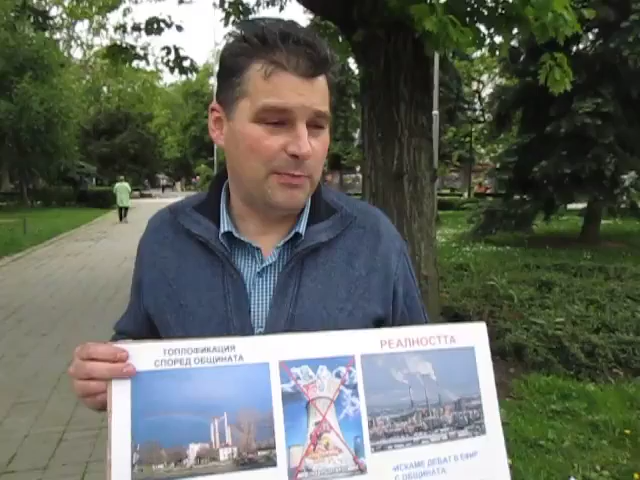 ТОПЛОФИКАЦИЯ
СПОРЕД ОБЩИНАТА
РЕАЛНОСТТА
ИСКАМЕ ДЕБАТ В ЕФИР
С ОБЩИНАТА